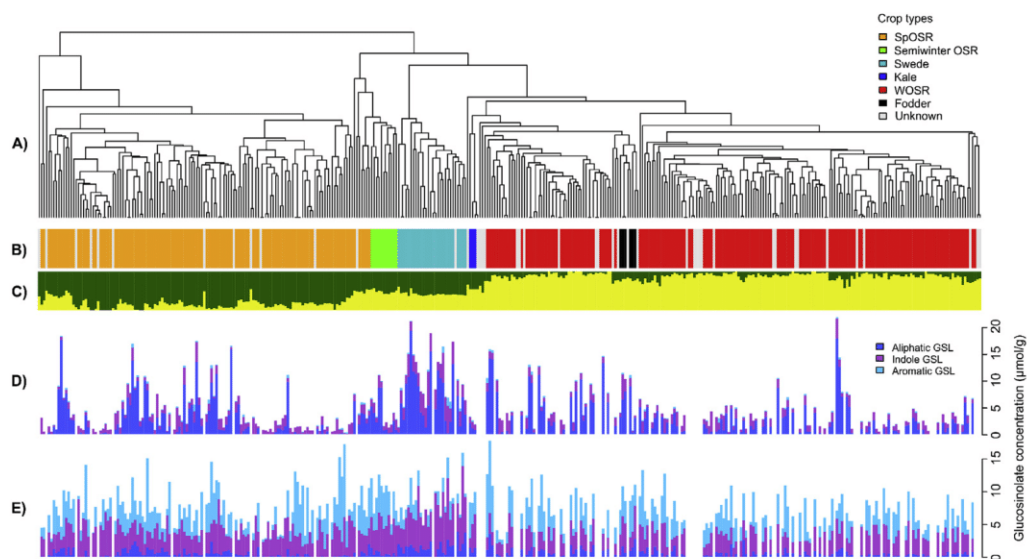 Crop types
SpOSR
Semiwinter OSR
Swede
Kale
WOSR
Fodder
Unknown
A)
B)
C)
D)
Aliphatic GSL
Indole GSL
Aromatic GSL
20
15
10
5
0
E)
15
10
5
0
Glucosinolate concentration (μmol/g)